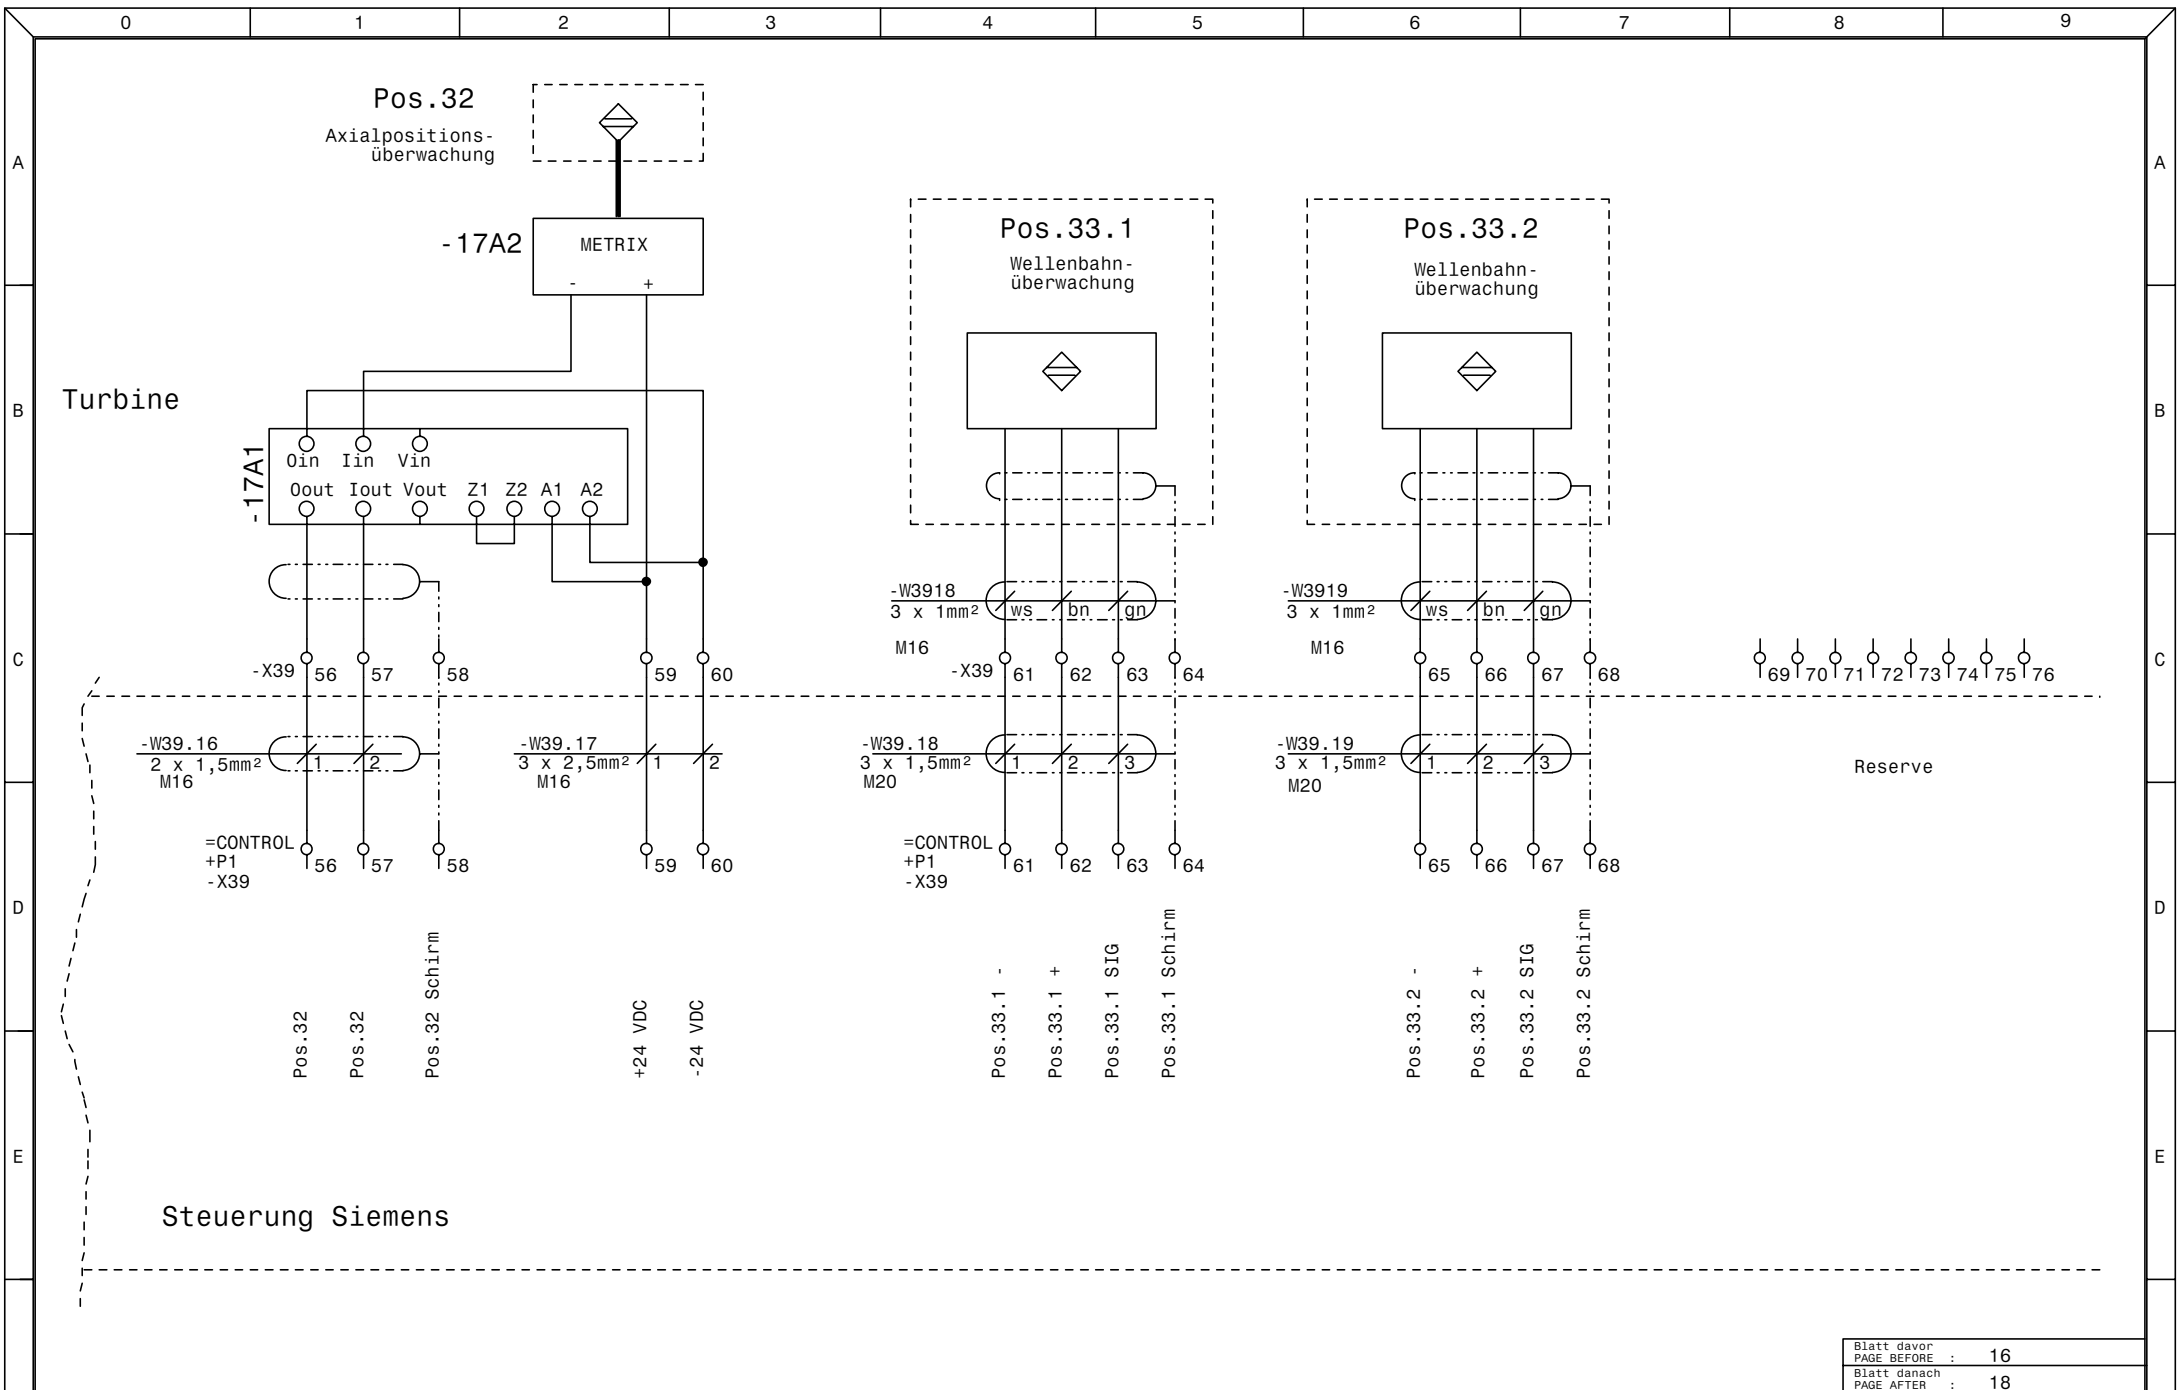 0 1 2 3 4 5 6 7 8 9
Pos.32
Axialpositions-
überwachung
A A
-17A2 METRIX
- +
Pos.33.1
Wellenbahn-
überwachung
Pos.33.2
Wellenbahn-
überwachung
Turbine
B B
-17A1
Oin Iin Vin
Oout Iout Vout Z1 Z2 A1 A2
-W3918
3 x 1mm²
ws bn gn
M16
-W3919
3 x 1mm²
ws bn gn
M16
C C
-X39 56 57 58 59 60
-X39 61 62 63 64
65 66 67 68
69 70 71 72 73 74 75 76
-W39.16
2 x 1,5mm²
M16
1 2
-W39.17
3 x 2,5mm²
M16
1 2
-W39.18
3 x 1,5mm²
M20
1 2 3
-W39.19
3 x 1,5mm²
M20
1 2 3
Reserve
=CONTROL
+P1
-X39
56 57 58 59 60
=CONTROL
+P1
-X39
61 62 63 64
65 66 67 68
D D
Pos.32
Pos.32
Pos.32 Schirm
+24 VDC
-24 VDC
Pos.33.1 -
Pos.33.1 +
Pos.33.1 SIG
Pos.33.1 Schirm
Pos.33.2 -
Pos.33.2 +
Pos.33.2 SIG
Pos.33.2 Schirm
E E
Steuerung Siemens
Blatt davor
PAGE BEFORE : 16
Blatt danach
PAGE AFTER : 18